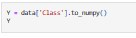 Y = data['Class'].to_numpy()
Y